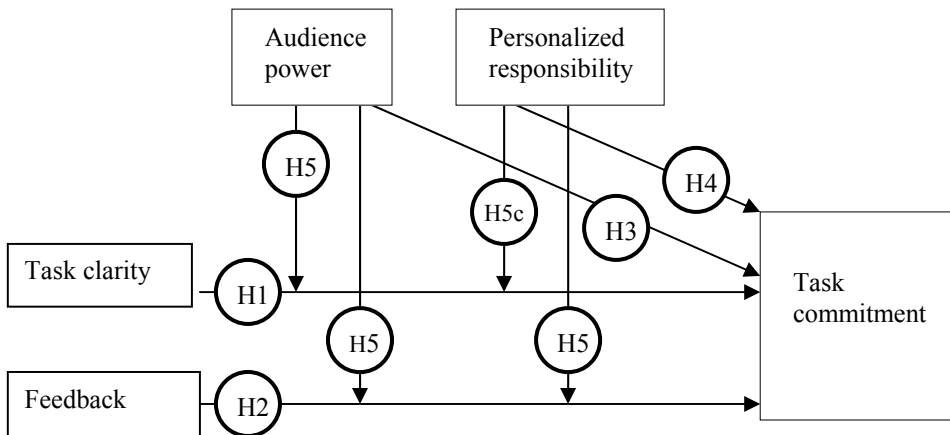 Audience
power
Personalized
responsibility
H5
H4
H5c
H3
Task clarity
H1
Task
commitment
H5
H5
Feedback
H2